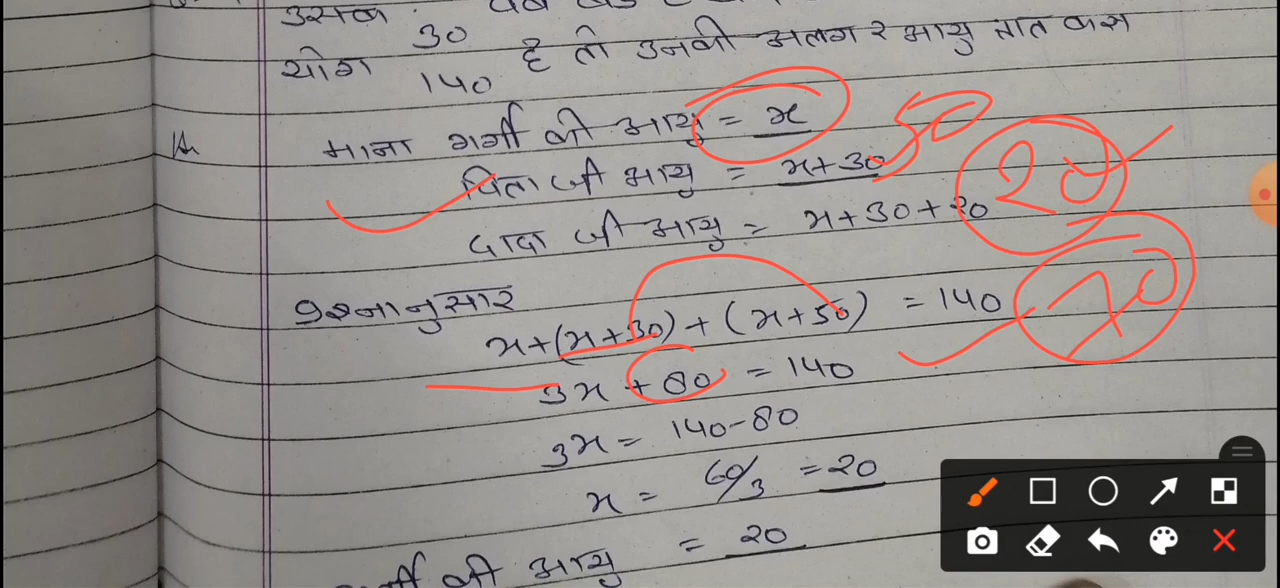 उसके
30
योग 140 है तो उनकी अलग २ आयु ज्ञात करो
माना गर्गी की आयु = x
पिता जी आयु = x+30 50
दादा जी आयु = x+30+20 20
प्रश्नानुसार
x+(x+30)+(x+50) = 140 70
3x + 80 = 140
3x = 140-80
x = 60/3 = 20
की आयु = 20